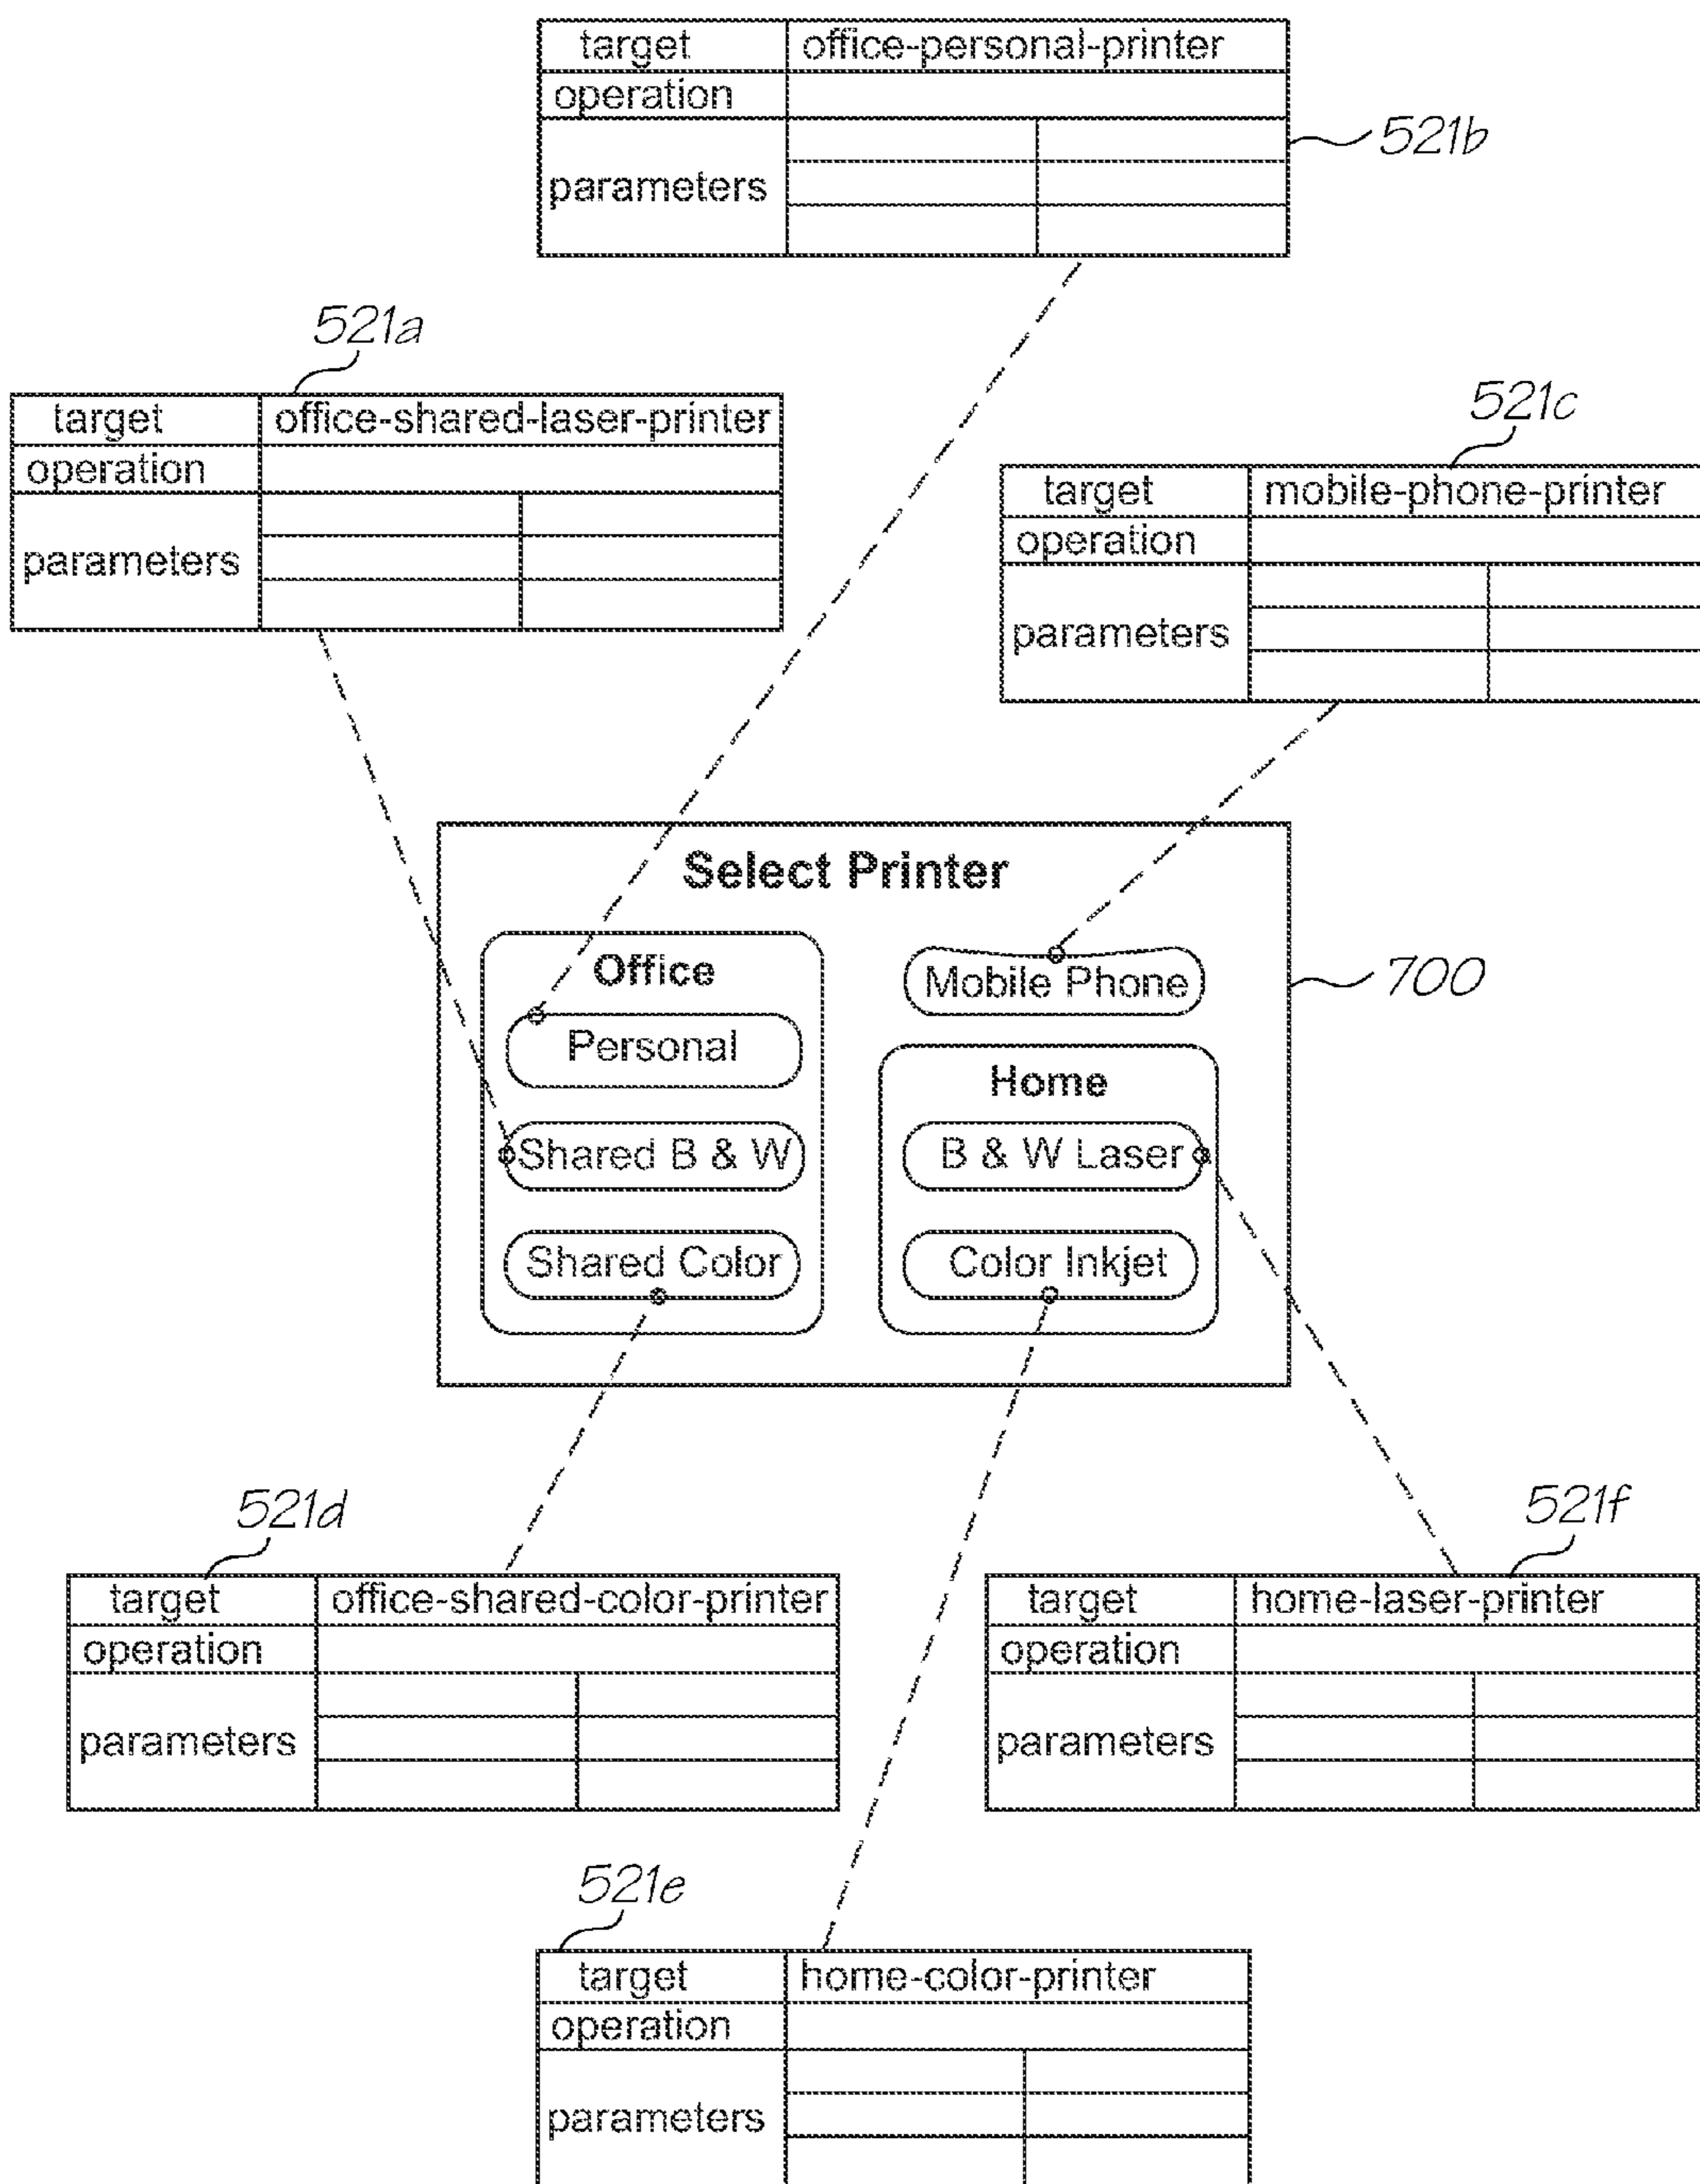 target office-personal-printer
operation
parameters
521b
521a
target office-shared-laser-printer
operation
parameters
521c
target mobile-phone-printer
operation
parameters
Select Printer
Office
Personal
Shared B & W
Shared Color
Mobile Phone
Home
B & W Laser
Color Inkjet
700
521d
target office-shared-color-printer
operation
parameters
521f
target home-laser-printer
operation
parameters
521e
target home-color-printer
operation
parameters